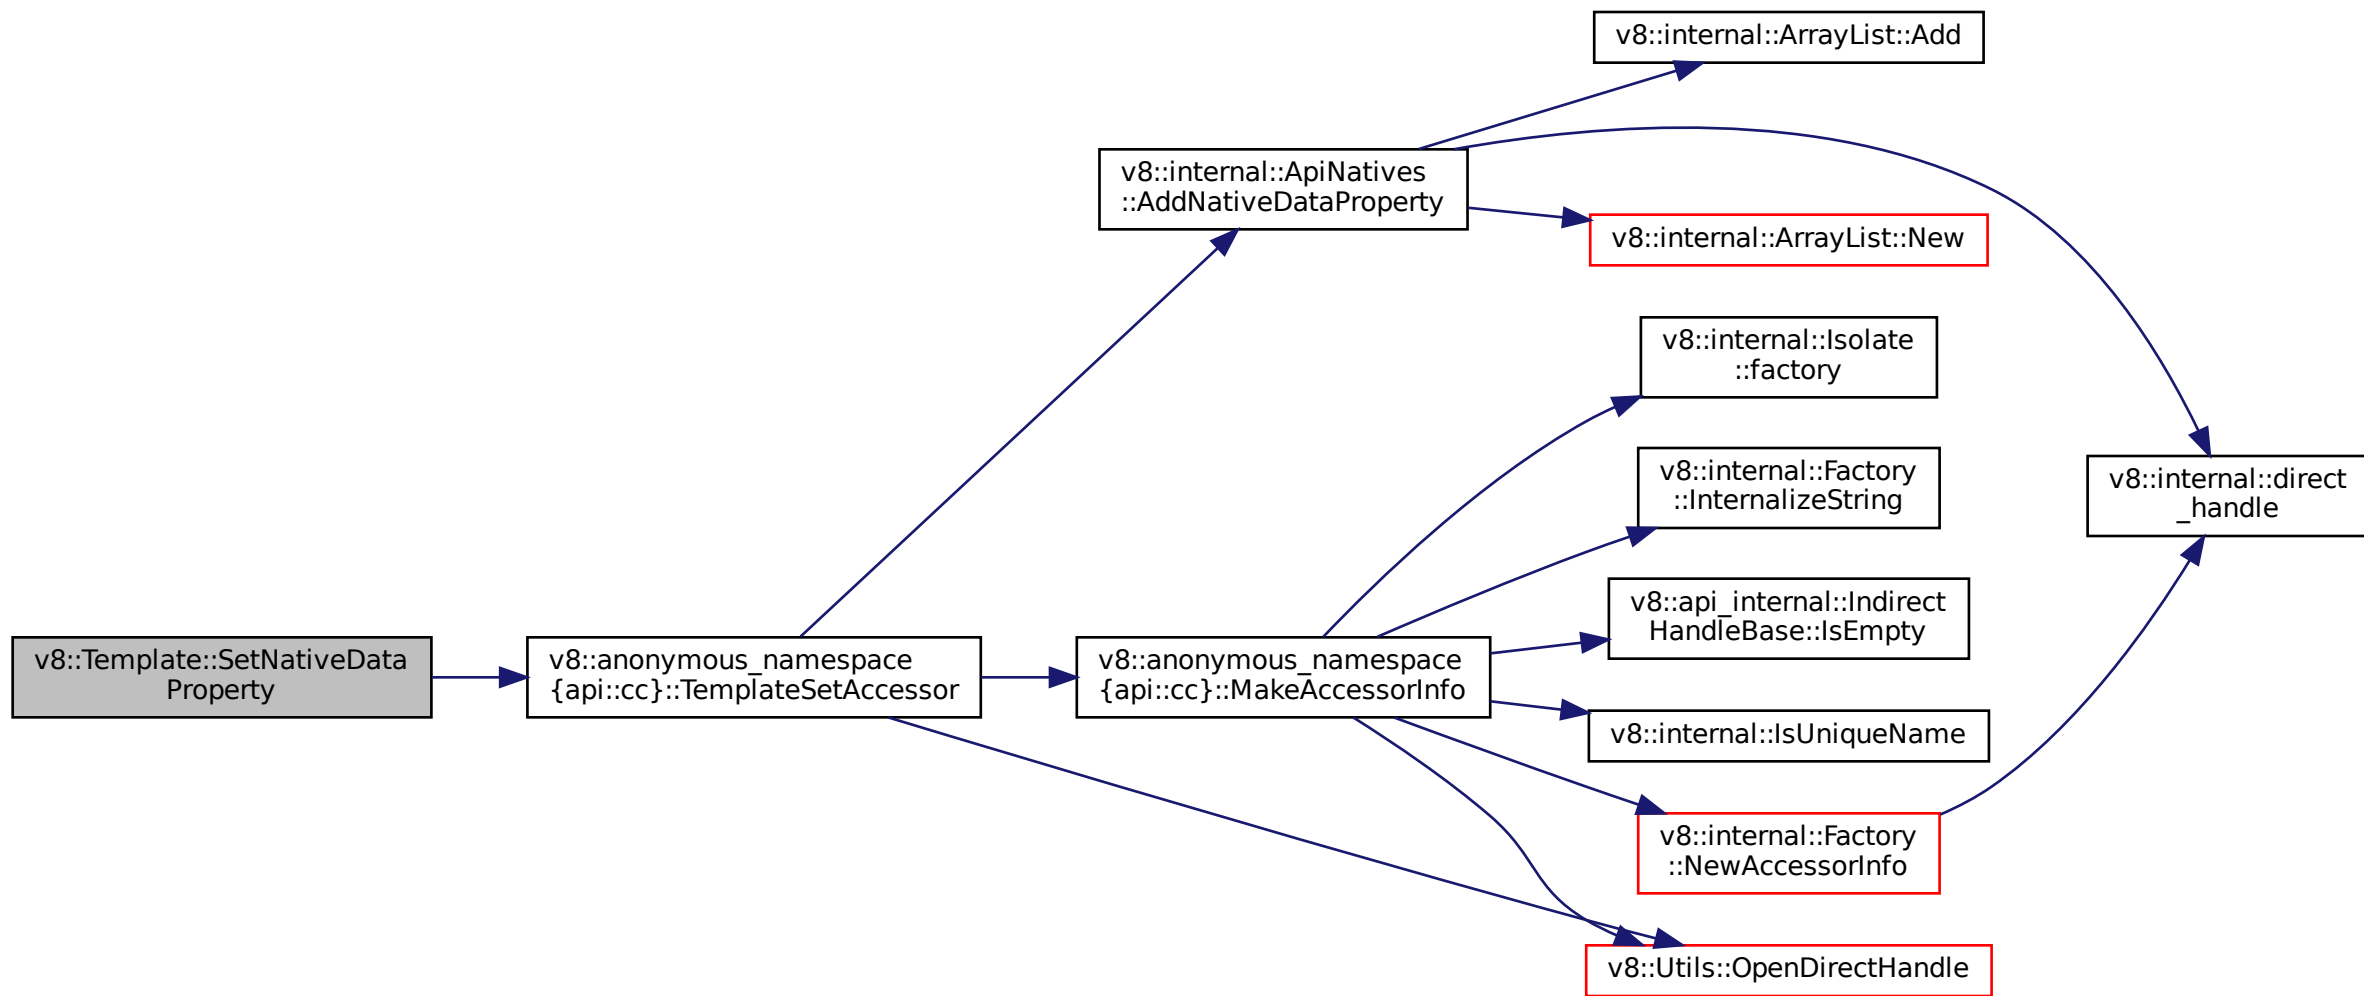 v8::internal::ArrayList::Add
v8::internal::ApiNatives
::AddNativeDataProperty
v8::internal::ArrayList::New
v8::internal::Isolate
::factory
v8::internal::Factory
::InternalizeString
v8::internal::direct
_handle
v8::api_internal::Indirect
HandleBase::IsEmpty
v8::Template::SetNativeData
Property
v8::anonymous_namespace
{api::cc}::TemplateSetAccessor
v8::anonymous_namespace
{api::cc}::MakeAccessorInfo
v8::internal::IsUniqueName
v8::internal::Factory
::NewAccessorInfo
v8::Utils::OpenDirectHandle